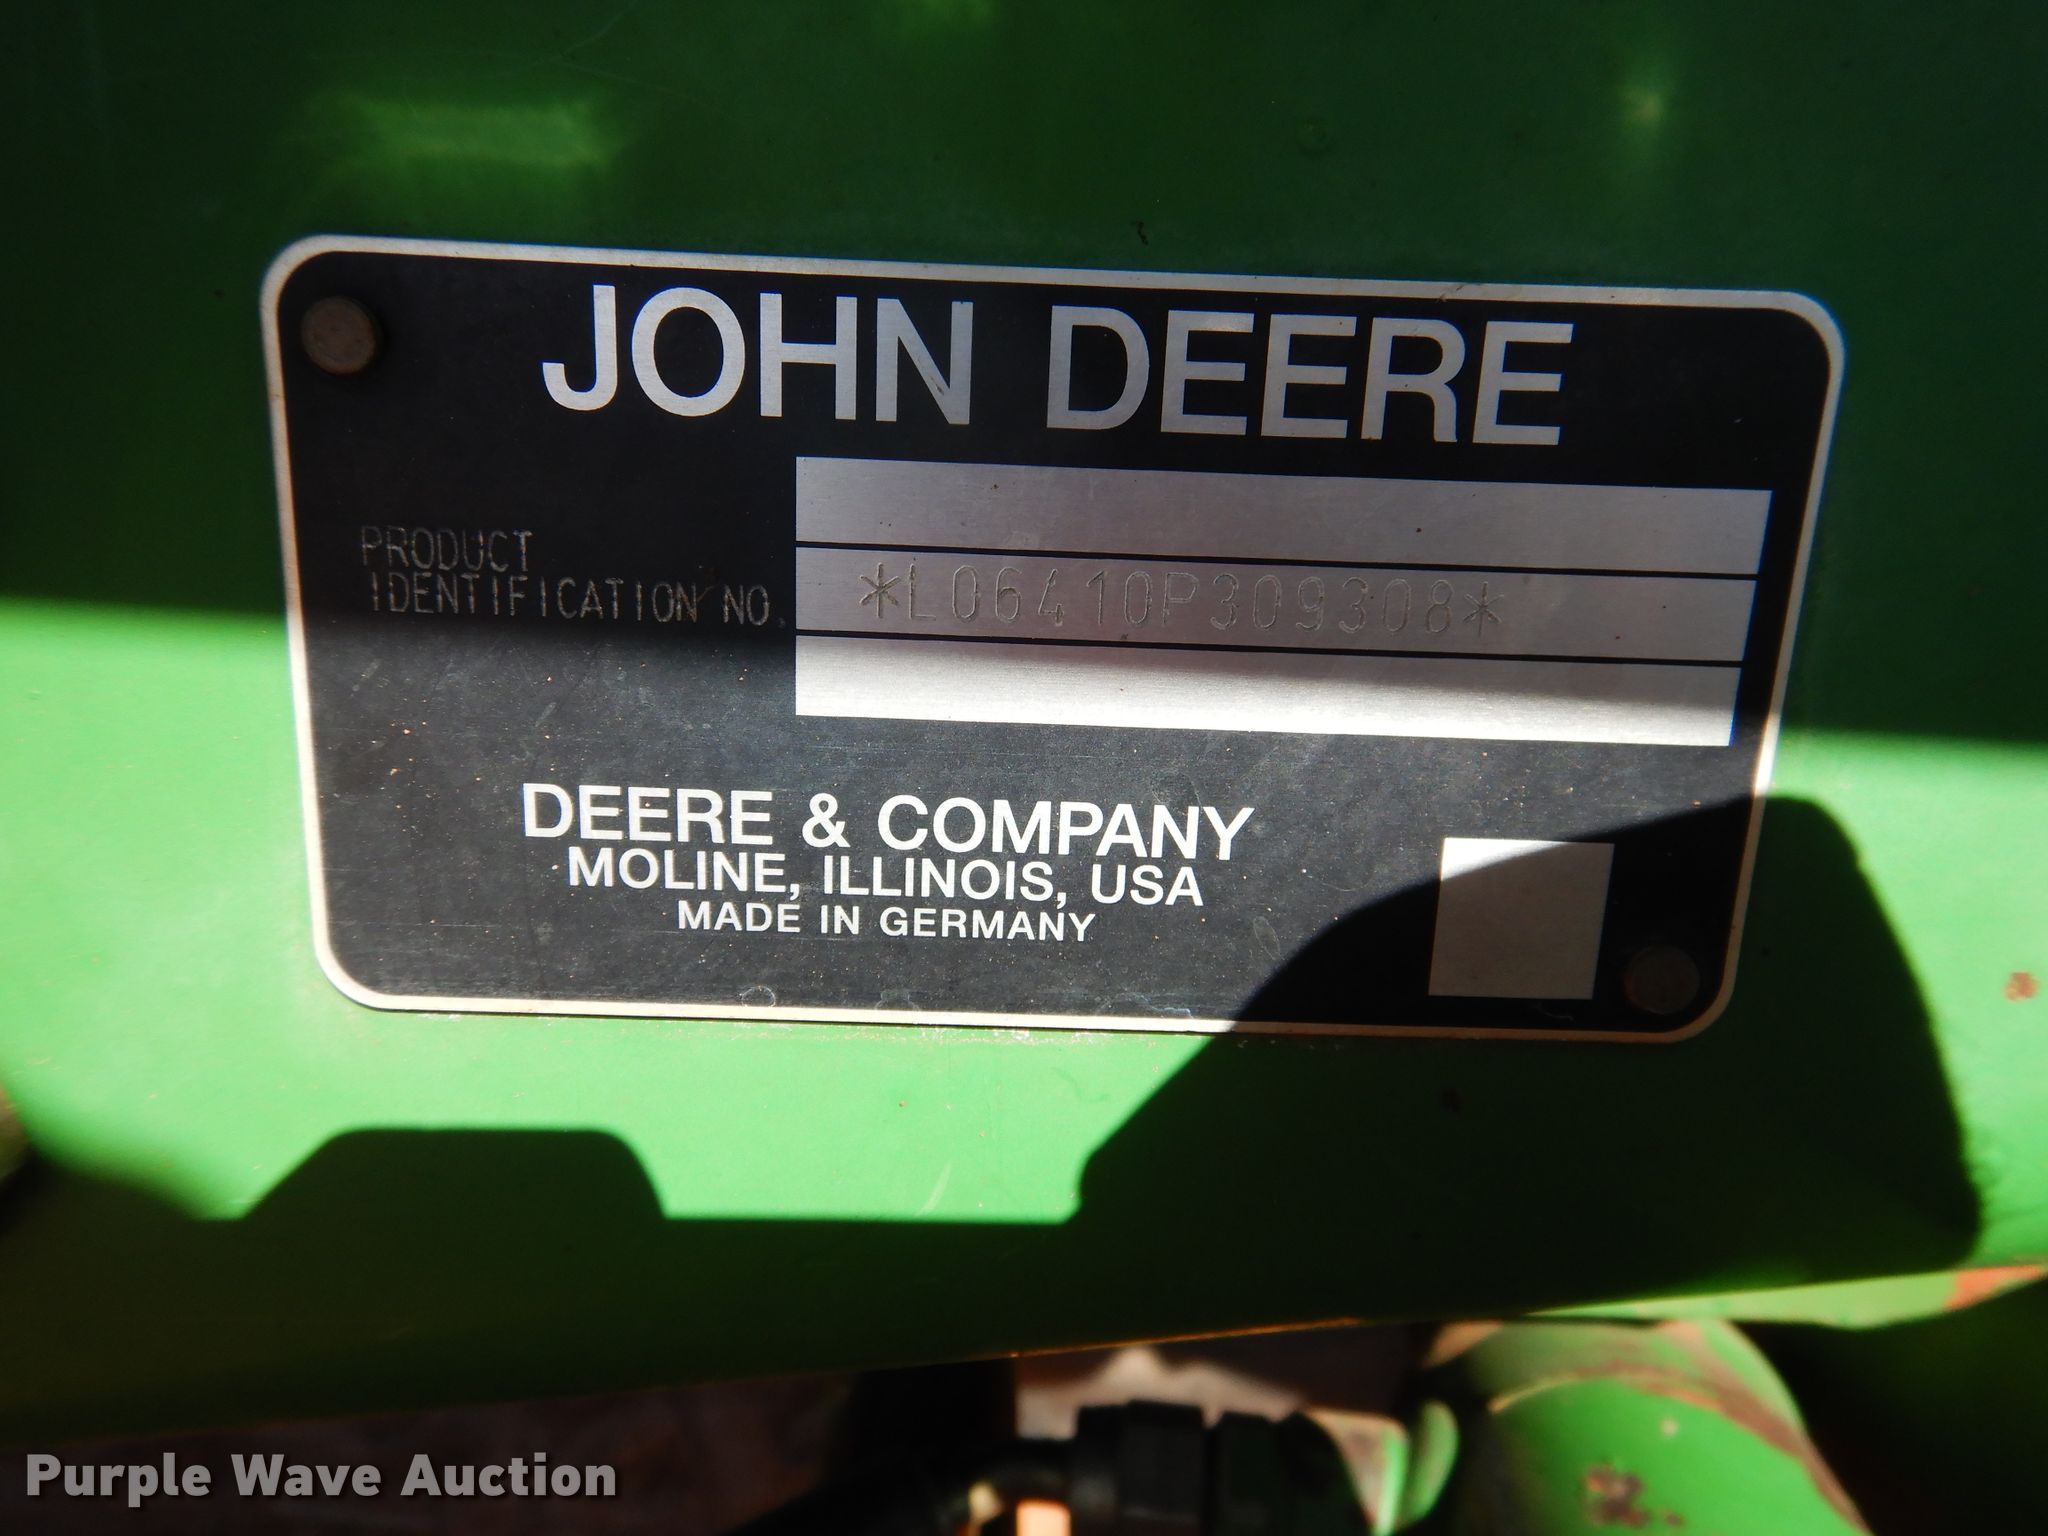 JOHN DEERE
PRODUCT
IDENTIFICATION NO. *L06410P309308*
DEERE & COMPANY
MOLINE, ILLINOIS, USA
MADE IN GERMANY
Purple Wave Auction